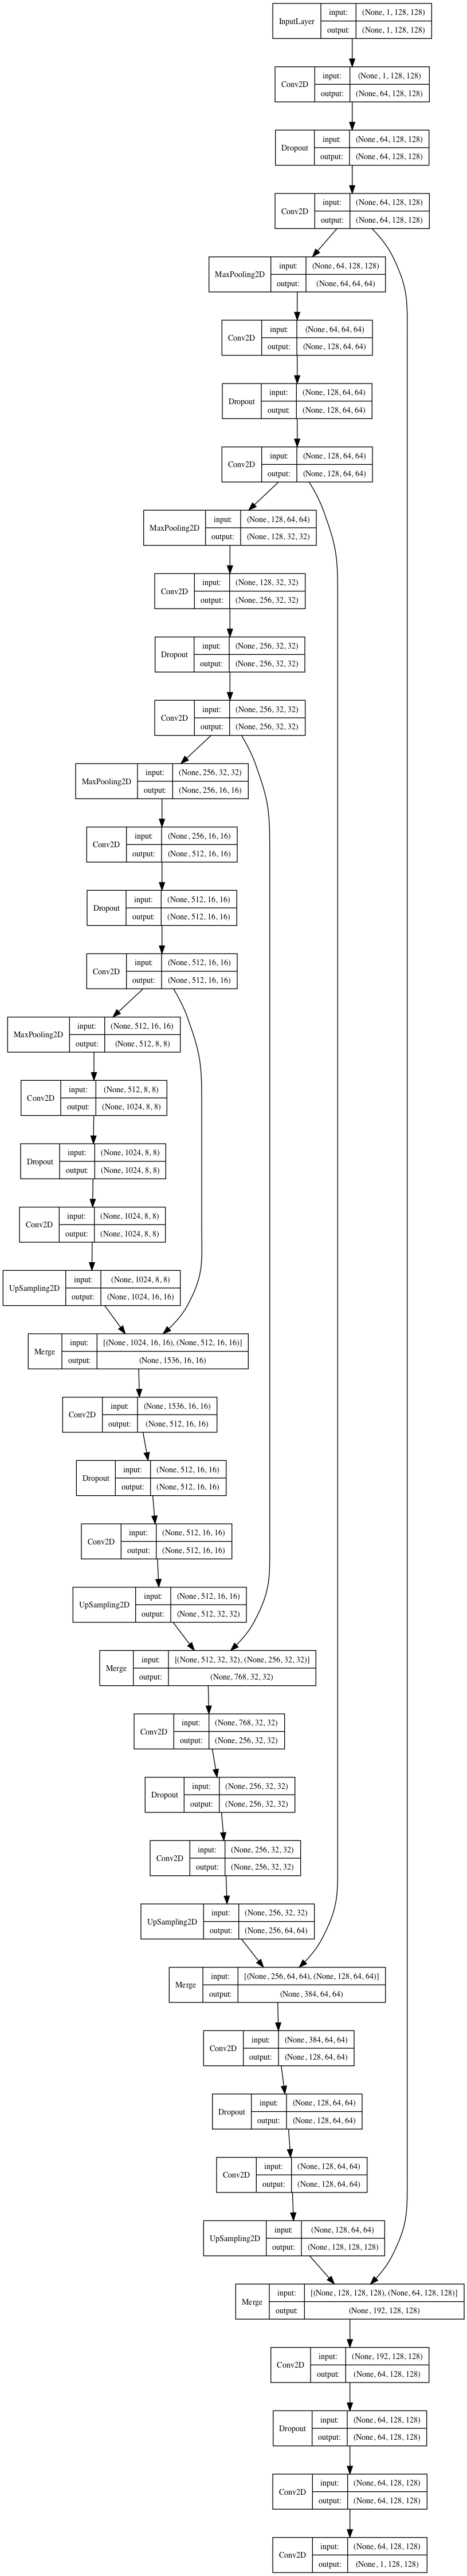 InputLayer
input: (None, 1, 128, 128)
output: (None, 1, 128, 128)
Conv2D
input: (None, 1, 128, 128)
output: (None, 64, 128, 128)
Dropout
input: (None, 64, 128, 128)
output: (None, 64, 128, 128)
Conv2D
input: (None, 64, 128, 128)
output: (None, 64, 128, 128)
MaxPooling2D
input: (None, 64, 128, 128)
output: (None, 64, 64, 64)
Conv2D
input: (None, 64, 64, 64)
output: (None, 128, 64, 64)
Dropout
input: (None, 128, 64, 64)
output: (None, 128, 64, 64)
Conv2D
input: (None, 128, 64, 64)
output: (None, 128, 64, 64)
MaxPooling2D
input: (None, 128, 64, 64)
output: (None, 128, 32, 32)
Conv2D
input: (None, 128, 32, 32)
output: (None, 256, 32, 32)
Dropout
input: (None, 256, 32, 32)
output: (None, 256, 32, 32)
Conv2D
input: (None, 256, 32, 32)
output: (None, 256, 32, 32)
MaxPooling2D
input: (None, 256, 32, 32)
output: (None, 256, 16, 16)
Conv2D
input: (None, 256, 16, 16)
output: (None, 512, 16, 16)
Dropout
input: (None, 512, 16, 16)
output: (None, 512, 16, 16)
Conv2D
input: (None, 512, 16, 16)
output: (None, 512, 16, 16)
MaxPooling2D
input: (None, 512, 16, 16)
output: (None, 512, 8, 8)
Conv2D
input: (None, 512, 8, 8)
output: (None, 1024, 8, 8)
Dropout
input: (None, 1024, 8, 8)
output: (None, 1024, 8, 8)
Conv2D
input: (None, 1024, 8, 8)
output: (None, 1024, 8, 8)
UpSampling2D
input: (None, 1024, 8, 8)
output: (None, 1024, 16, 16)
Merge
input: [(None, 1024, 16, 16), (None, 512, 16, 16)]
output: (None, 1536, 16, 16)
Conv2D
input: (None, 1536, 16, 16)
output: (None, 512, 16, 16)
Dropout
input: (None, 512, 16, 16)
output: (None, 512, 16, 16)
Conv2D
input: (None, 512, 16, 16)
output: (None, 512, 16, 16)
UpSampling2D
input: (None, 512, 16, 16)
output: (None, 512, 32, 32)
Merge
input: [(None, 512, 32, 32), (None, 256, 32, 32)]
output: (None, 768, 32, 32)
Conv2D
input: (None, 768, 32, 32)
output: (None, 256, 32, 32)
Dropout
input: (None, 256, 32, 32)
output: (None, 256, 32, 32)
Conv2D
input: (None, 256, 32, 32)
output: (None, 256, 32, 32)
UpSampling2D
input: (None, 256, 32, 32)
output: (None, 256, 64, 64)
Merge
input: [(None, 256, 64, 64), (None, 128, 64, 64)]
output: (None, 384, 64, 64)
Conv2D
input: (None, 384, 64, 64)
output: (None, 128, 64, 64)
Dropout
input: (None, 128, 64, 64)
output: (None, 128, 64, 64)
Conv2D
input: (None, 128, 64, 64)
output: (None, 128, 64, 64)
UpSampling2D
input: (None, 128, 64, 64)
output: (None, 128, 128, 128)
Merge
input: [(None, 128, 128, 128), (None, 64, 128, 128)]
output: (None, 192, 128, 128)
Conv2D
input: (None, 192, 128, 128)
output: (None, 64, 128, 128)
Dropout
input: (None, 64, 128, 128)
output: (None, 64, 128, 128)
Conv2D
input: (None, 64, 128, 128)
output: (None, 64, 128, 128)
Conv2D
input: (None, 64, 128, 128)
output: (None, 1, 128, 128)